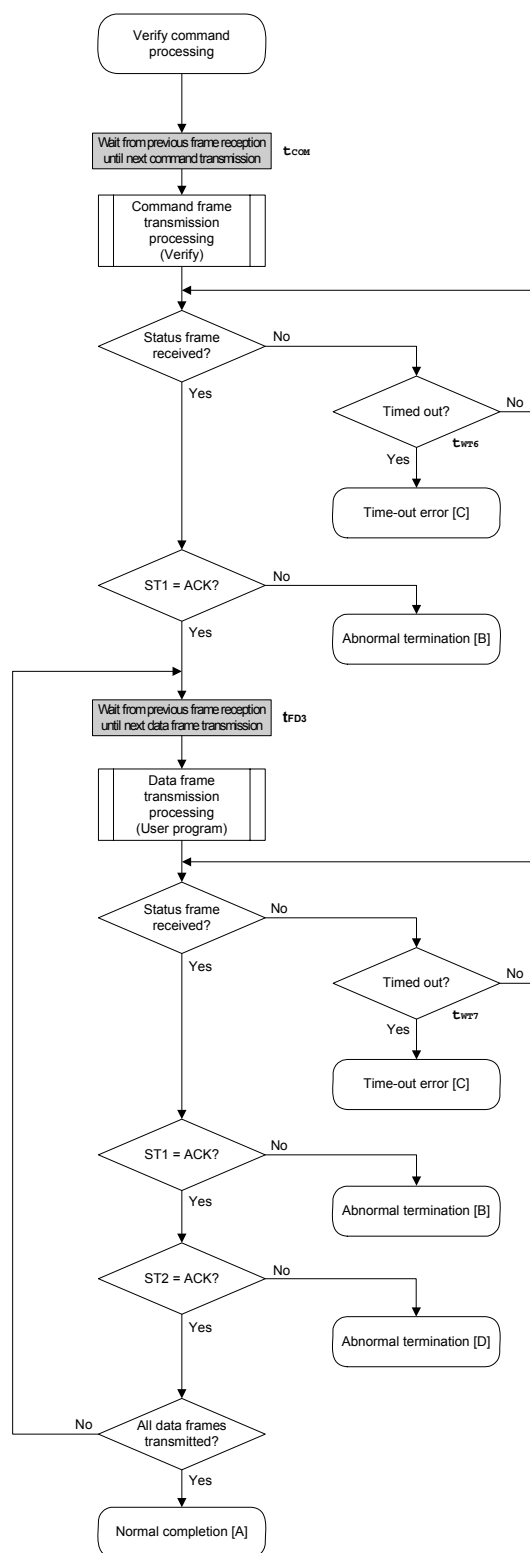 Verify command
processing
Wait from previous frame reception
until next command transmission
tCOM
Command frame
transmission
processing
(Verify)
Status frame
received?
No
Yes
Timed out?
No
tWT6
Yes
Time-out error [C]
ST1 = ACK?
No
Yes
Abnormal termination [B]
Wait from previous frame reception
until next data frame transmission
tFD3
Data frame
transmission
processing
(User program)
Status frame
received?
No
Yes
Timed out?
No
tWT7
Yes
Time-out error [C]
ST1 = ACK?
No
Yes
Abnormal termination [B]
ST2 = ACK?
No
Yes
Abnormal termination [D]
No
All data frames
transmitted?
Yes
Normal completion [A]